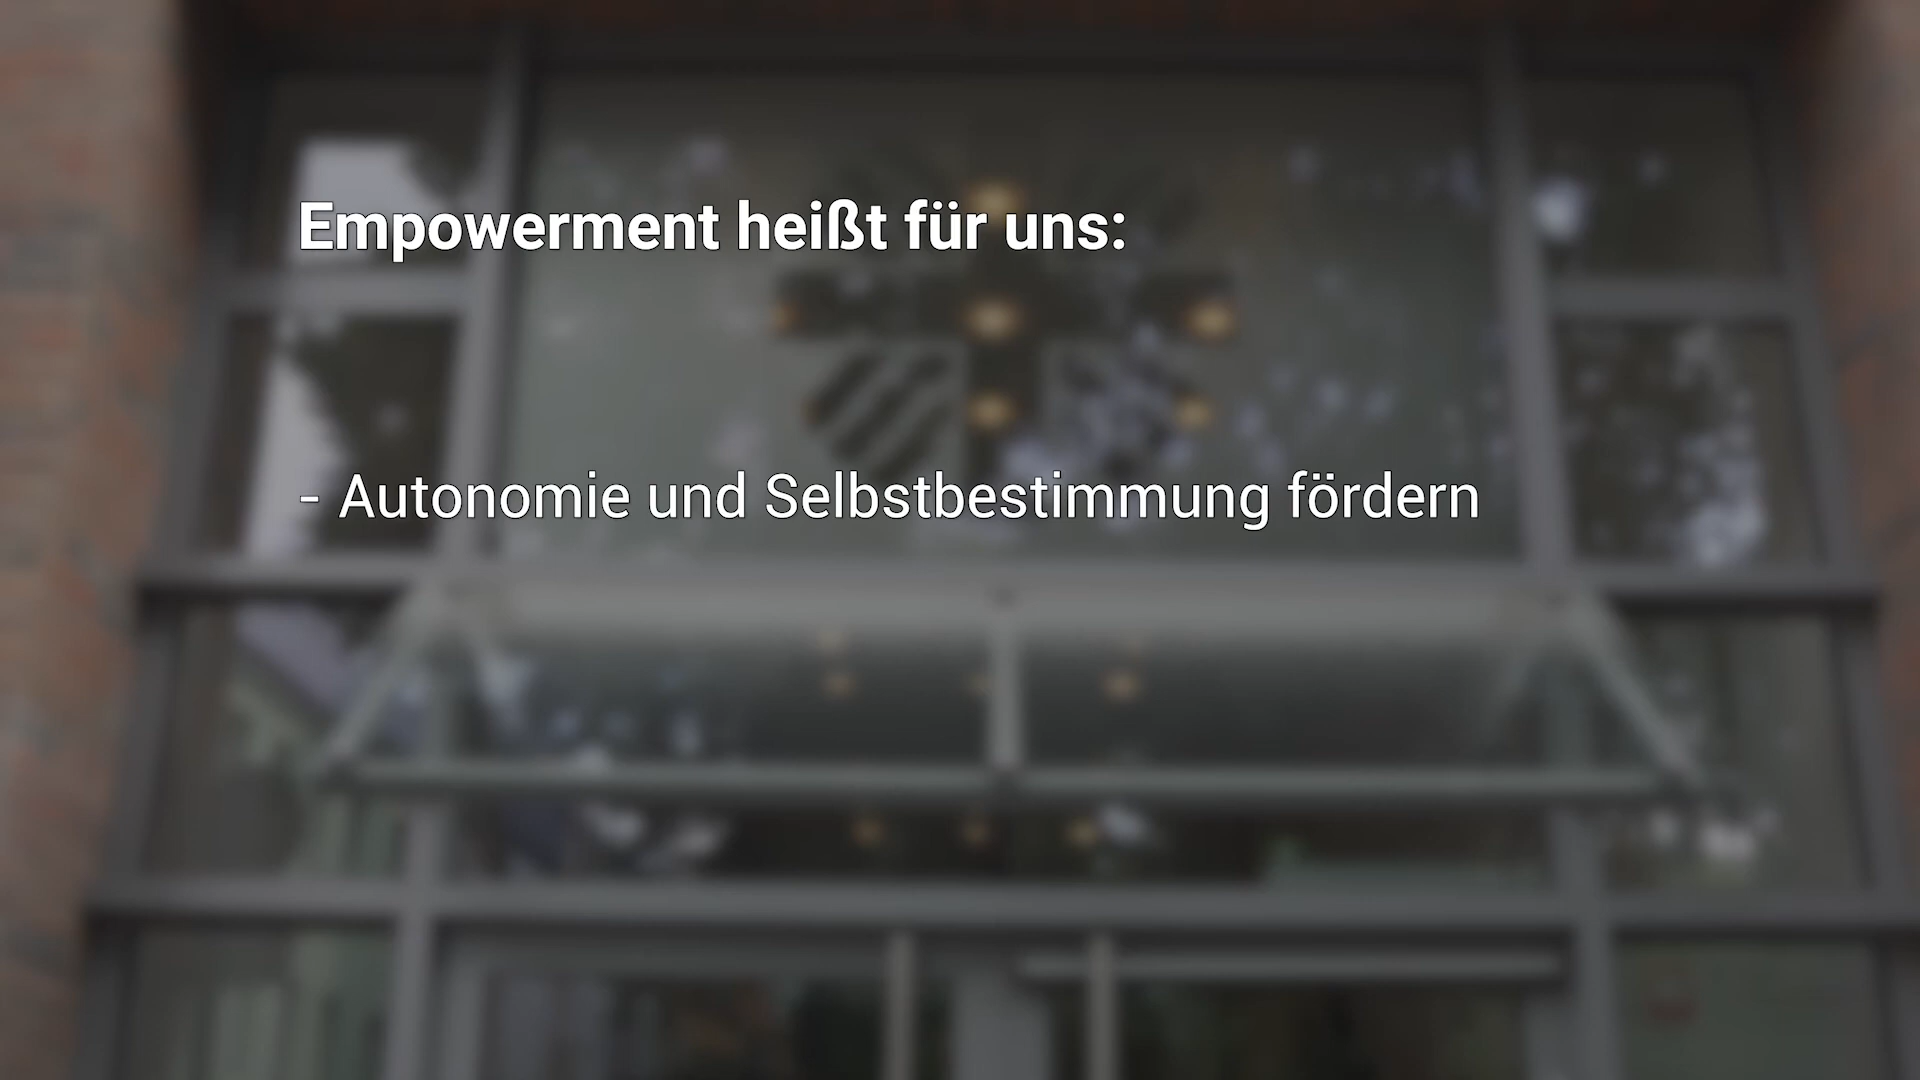 Empowerment heißt für uns:
- Autonomie und Selbstbestimmung fördern